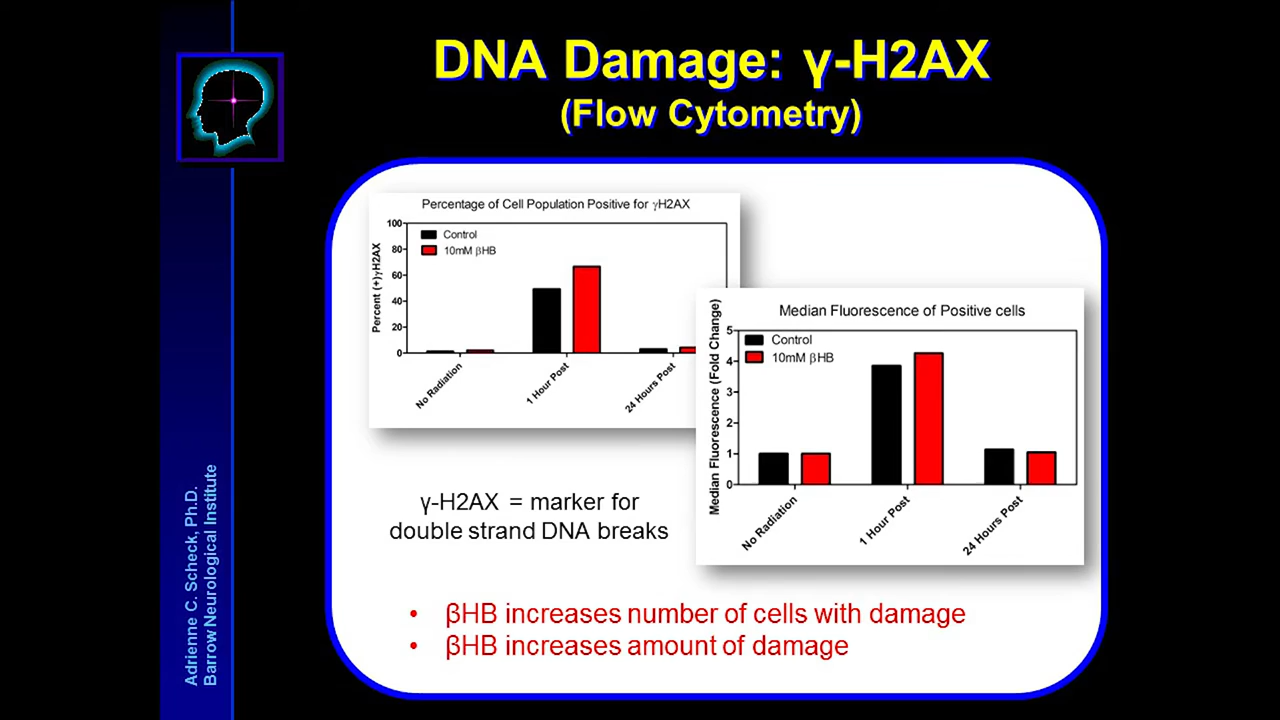 DNA Damage: γ-H2AX
(Flow Cytometry)
Percentage of Cell Population Positive for γH2AX
Percent (+)γH2AX
100
80
60
40
20
0
Control
10mM βHB
No Radiation
1 Hour Post
24 Hours Post
Median Fluorescence of Positive cells
Median Fluorescence (Fold Change)
5
4
3
2
1
0
Control
10mM βHB
No Radiation
1 Hour Post
24 Hours Post
γ-H2AX = marker for
double strand DNA breaks
• βHB increases number of cells with damage
• βHB increases amount of damage
Adrienne C. Scheck, Ph.D.
Barrow Neurological Institute